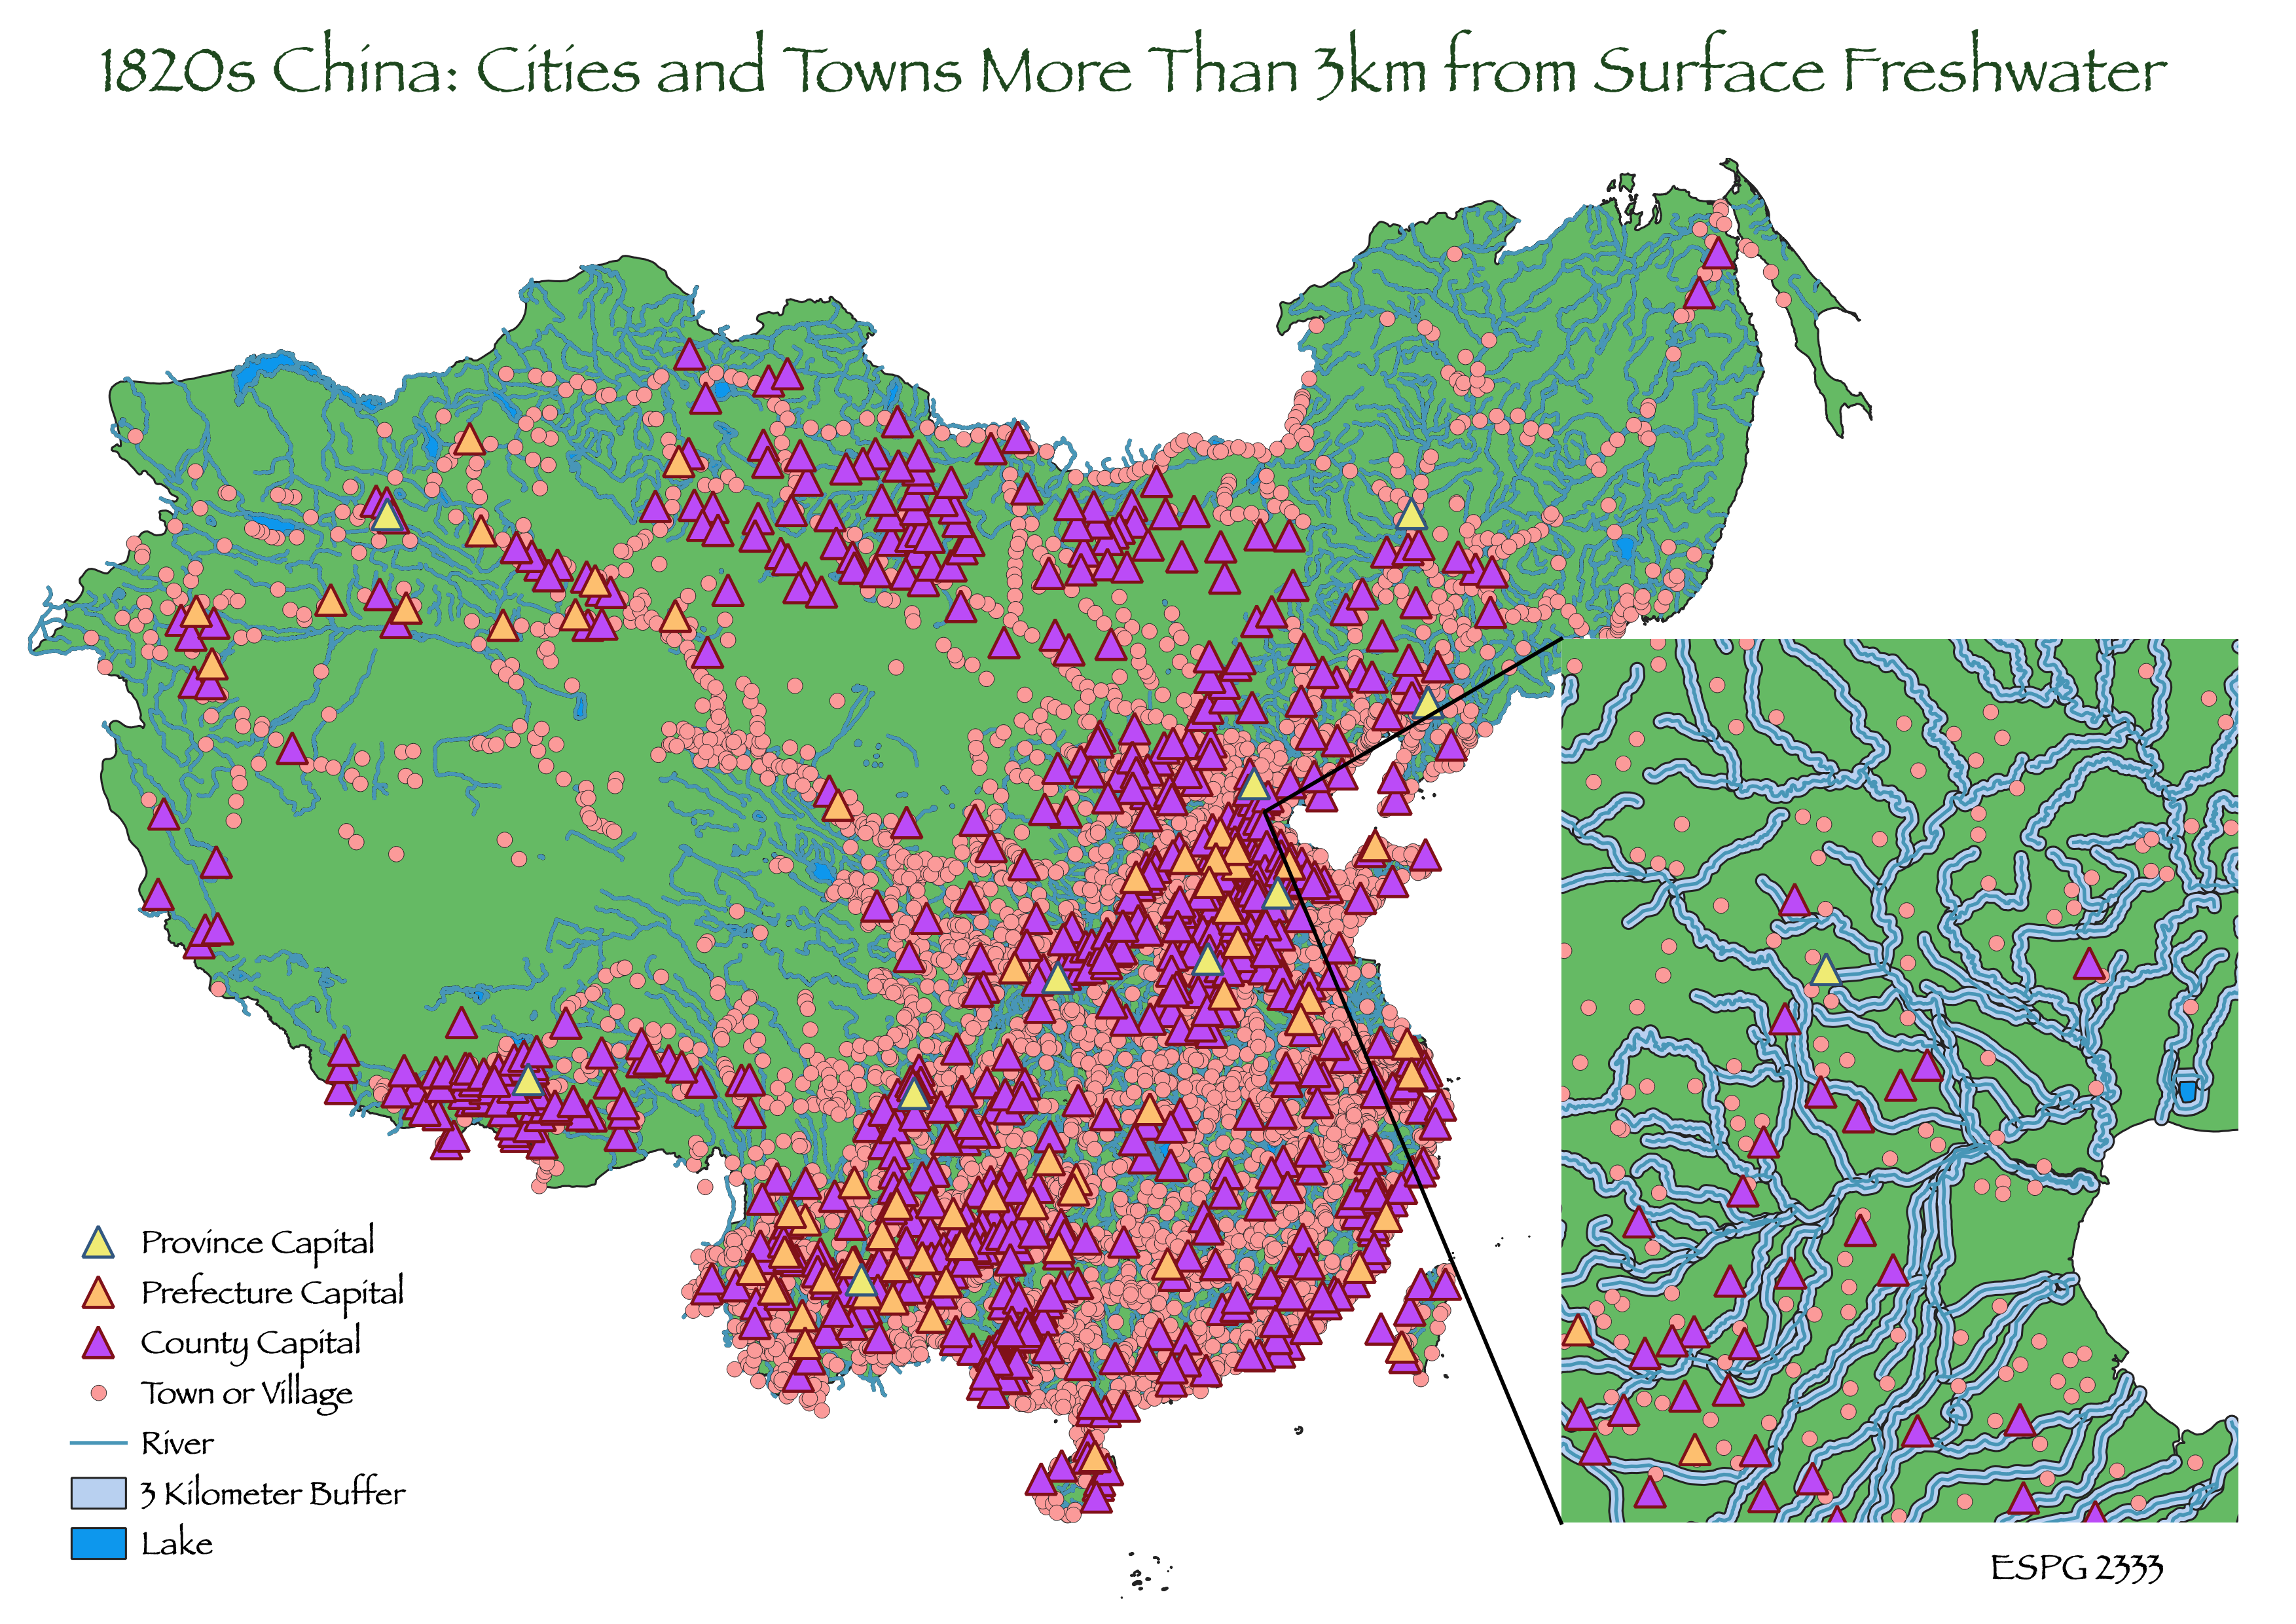 1820s China: Cities and Towns More Than 3km from Surface Freshwater
Province Capital
Prefecture Capital
County Capital
Town or Village
River
3 Kilometer Buffer
Lake
ESPG 2333